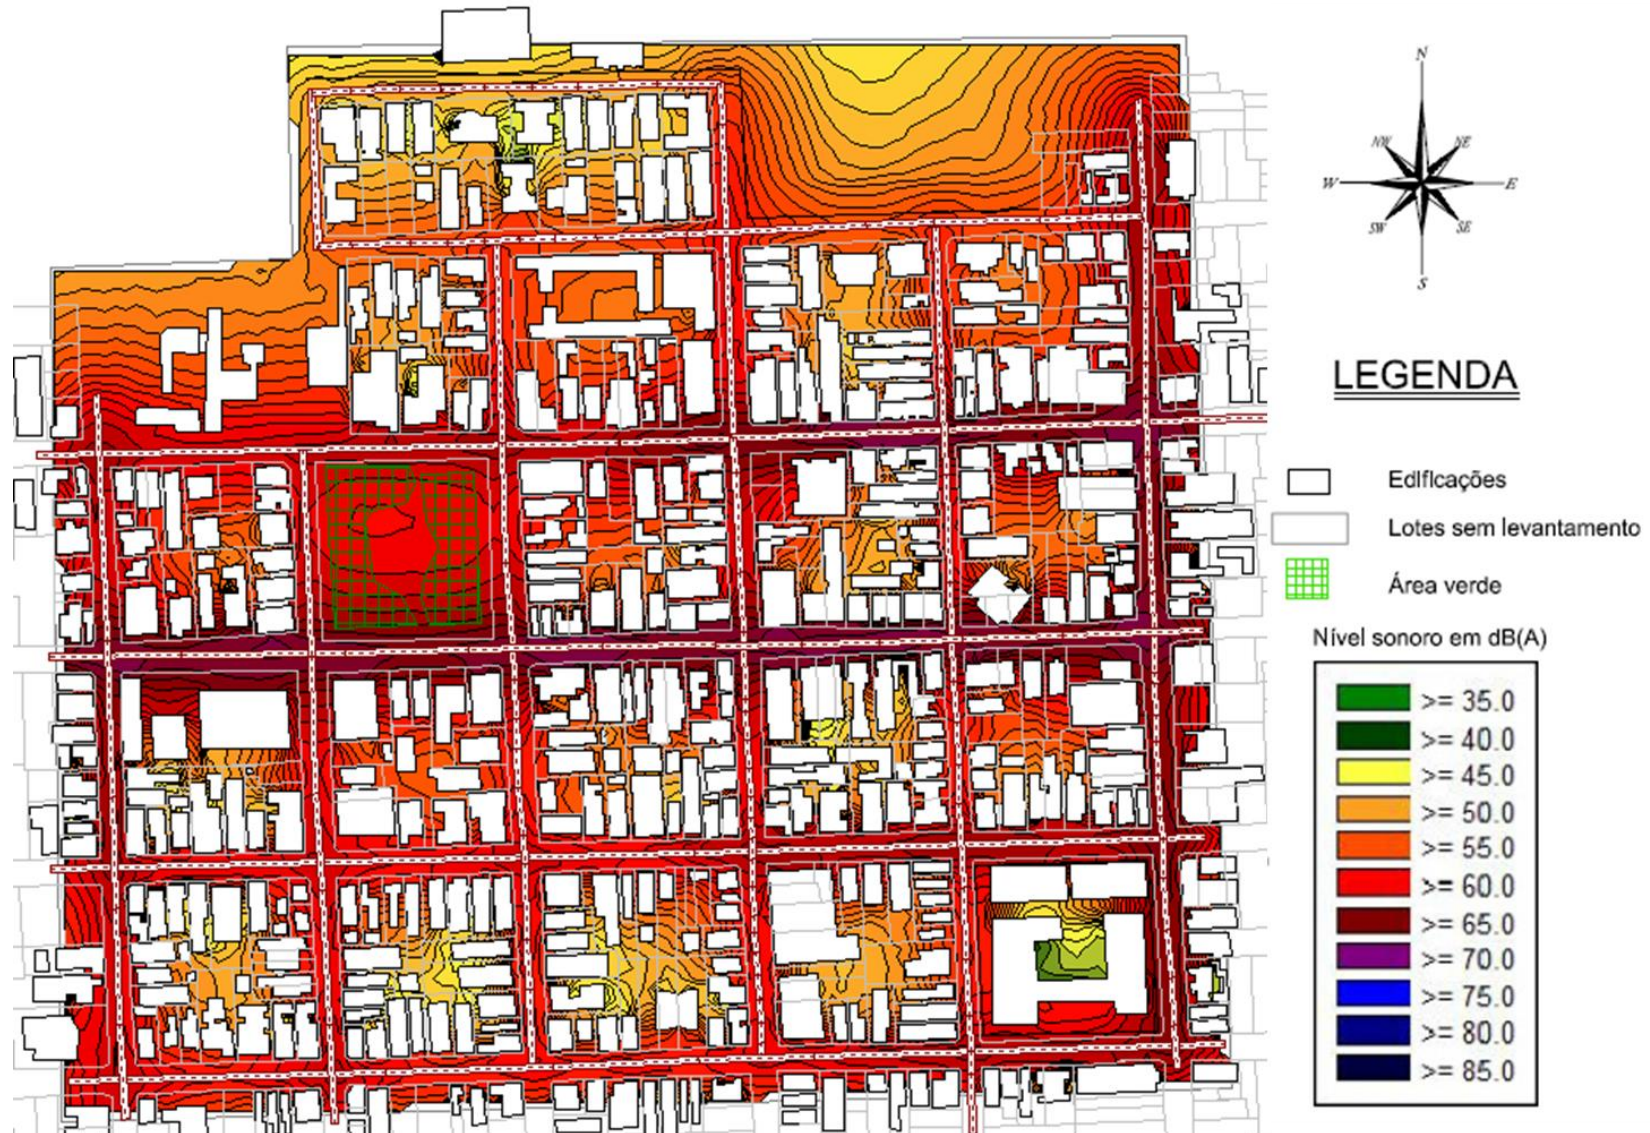 N
NW
NE
W
E
SW
SE
S
LEGENDA
Edificações
Lotes sem levantamento
Área verde
Nível sonoro em dB(A)
>= 35.0
>= 40.0
>= 45.0
>= 50.0
>= 55.0
>= 60.0
>= 65.0
>= 70.0
>= 75.0
>= 80.0
>= 85.0